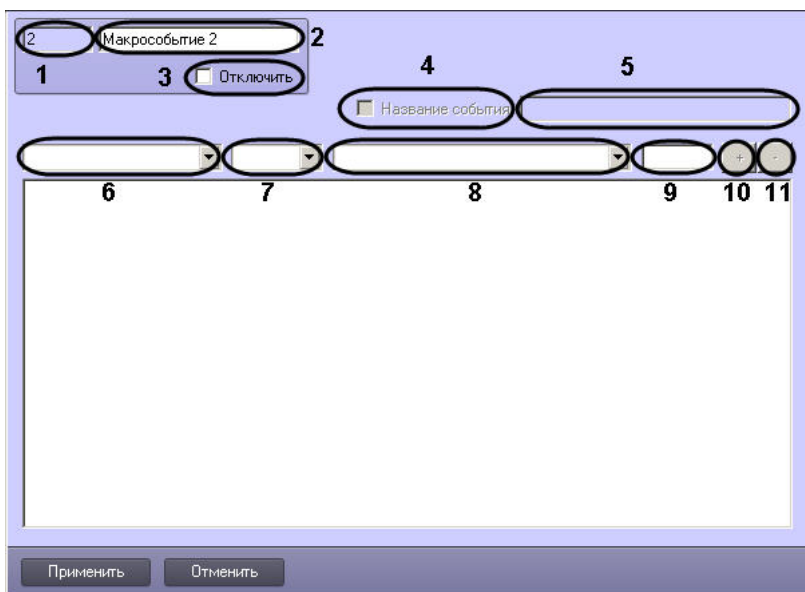 2 Макрособытие 2 2
1 3 Отключить 4 5
Название события
+ -
6 7 8 9 10 11
Применить Отменить